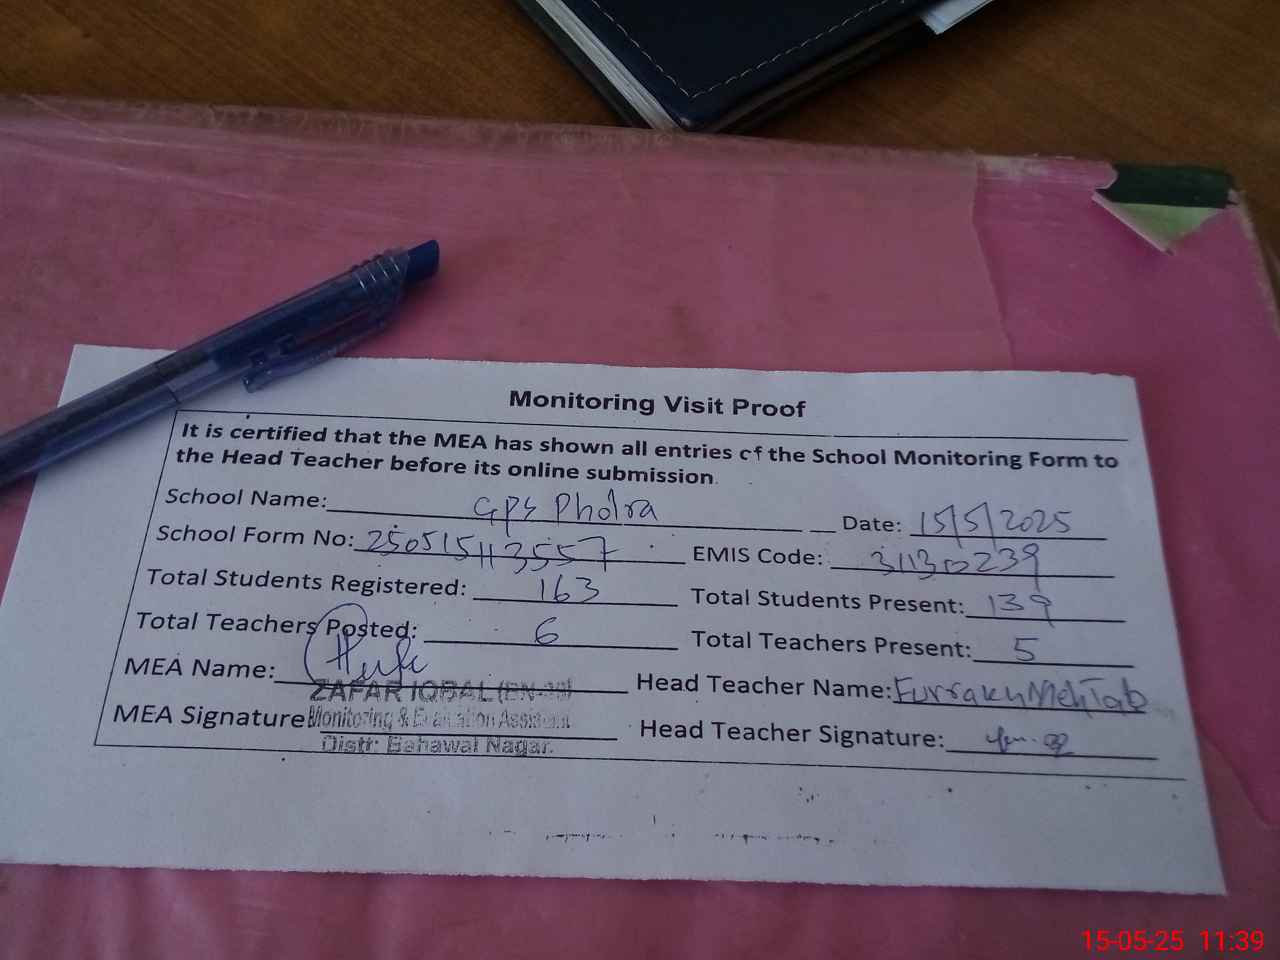 Monitoring Visit Proof
It is certified that the MEA has shown all entries of the School Monitoring Form to
the Head Teacher before its online submission.
School Name: GPS Pholra Date: 15/5/2025
School Form No: 250515113557 EMIS Code: 31130239
Total Students Registered: 163 Total Students Present: 139
Total Teachers Posted: 6 Total Teachers Present: 5
MEA Name: Head Teacher Name: Furrakh Mehtab
ZAFAR IQBAL
MEA Signature Monitoring & Evaluation Assistant Head Teacher Signature:
Distt: Bahawal Nagar.
15-05-25 11:39